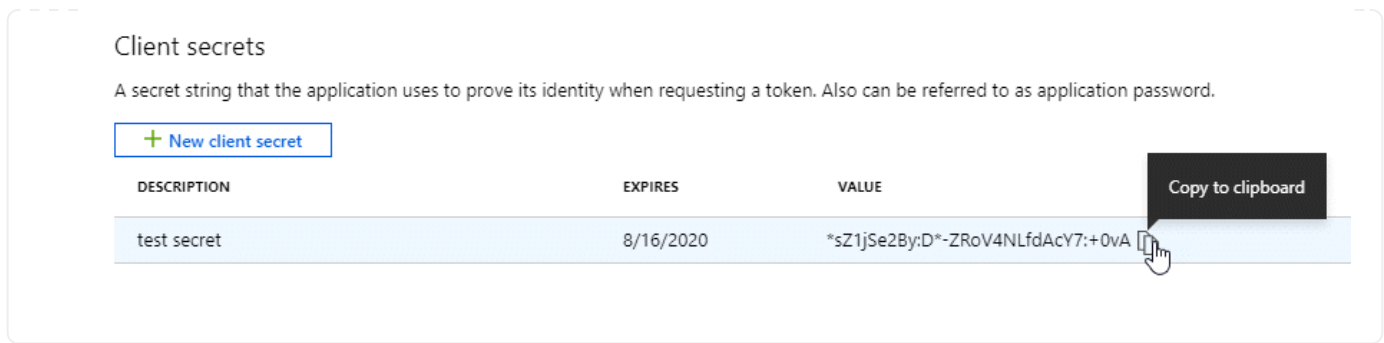 Client secrets
A secret string that the application uses to prove its identity when requesting a token. Also can be referred to as application password.
New client secret
DESCRIPTION EXPIRES VALUE
Copy to clipboard
test secret 8/16/2020 *sZ1jSe2By:D*-ZRoV4NLfdAcY7:+0vA